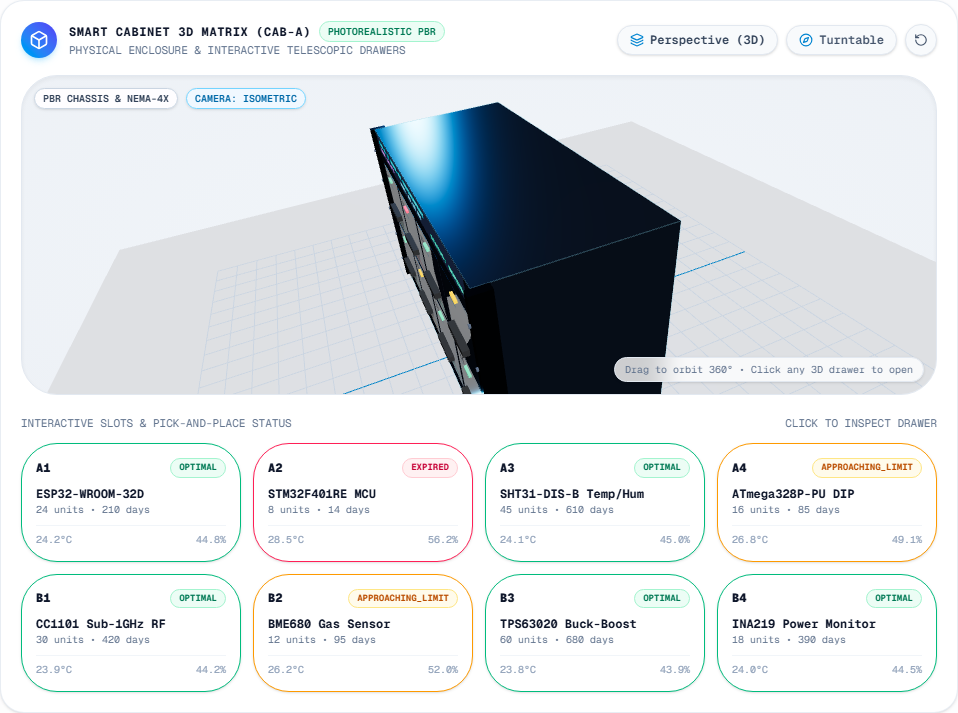 SMART CABINET 3D MATRIX (CAB-A) PHOTOREALISTIC PBR
PHYSICAL ENCLOSURE & INTERACTIVE TELESCOPIC DRAWERS
Perspective (3D) Turntable
PBR CHASSIS & NEMA-4X CAMERA: ISOMETRIC
Drag to orbit 360° • Click any 3D drawer to open
INTERACTIVE SLOTS & PICK-AND-PLACE STATUS CLICK TO INSPECT DRAWER
A1 OPTIMAL
ESP32-WROOM-32D
24 units • 210 days
24.2°C 44.8%
A2 EXPIRED
STM32F401RE MCU
8 units • 14 days
28.5°C 56.2%
A3 OPTIMAL
SHT31-DIS-B Temp/Hum
45 units • 610 days
24.1°C 45.0%
A4 APPROACHING_LIMIT
ATmega328P-PU DIP
16 units • 85 days
26.8°C 49.1%
B1 OPTIMAL
CC1101 Sub-1GHz RF
30 units • 420 days
23.9°C 44.2%
B2 APPROACHING_LIMIT
BME680 Gas Sensor
12 units • 95 days
26.2°C 52.0%
B3 OPTIMAL
TPS63020 Buck-Boost
60 units • 680 days
23.8°C 43.9%
B4 OPTIMAL
INA219 Power Monitor
18 units • 390 days
24.0°C 44.5%